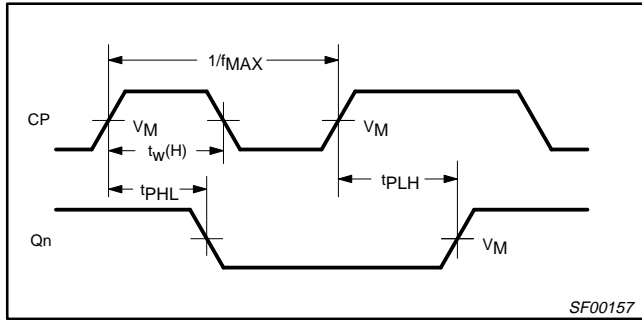 1/fMAX
CP
VM
VM
tw(H)
tPHL
tPLH
Qn
VM
SF00157